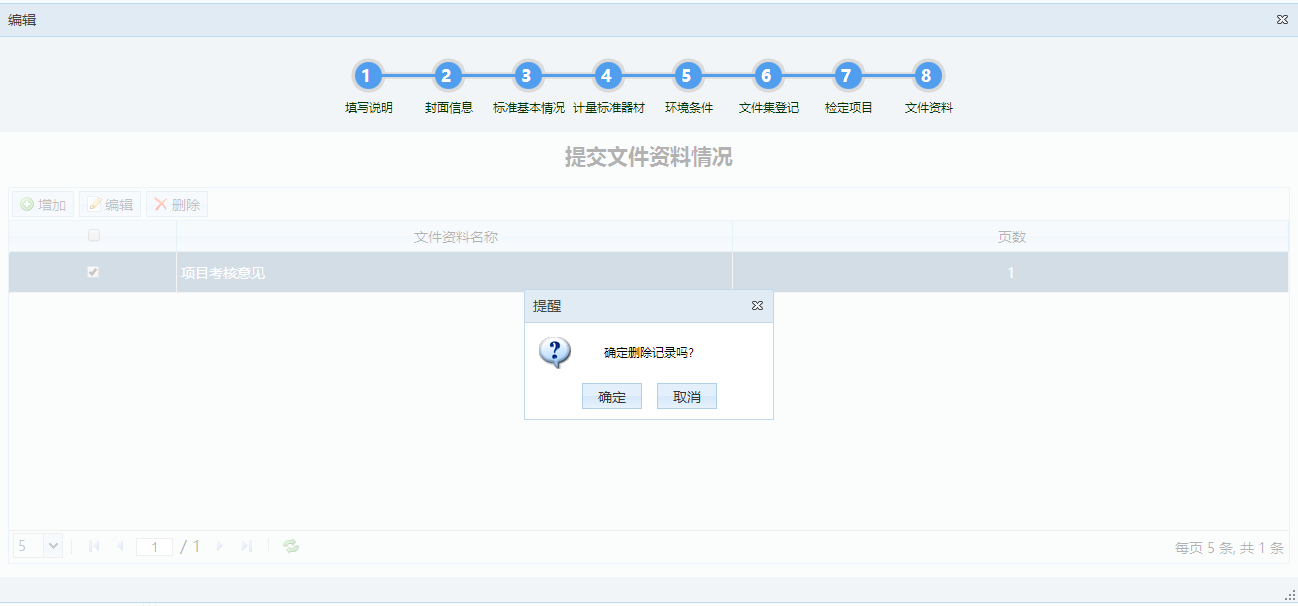 编辑
1 2 3 4 5 6 7 8
填写说明 封面信息 标准基本情况 计量标准器材 环境条件 文件集登记 检定项目 文件资料
提交文件资料情况
增加 编辑 删除
文件资料名称 页数
项目考核意见 1
提醒
?
确定删除记录吗?
确定 取消
5 1 / 1 每页 5 条, 共 1 条